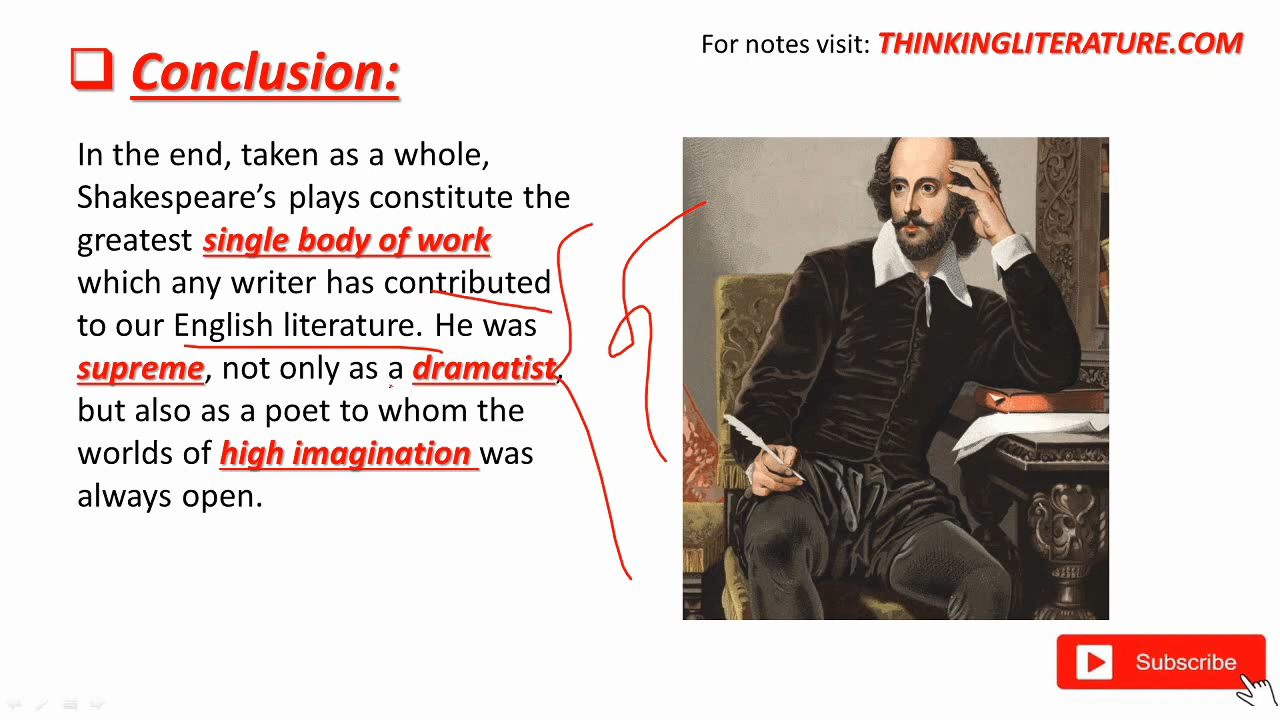 For notes visit: THINKINGLITERATURE.COM
Conclusion:
In the end, taken as a whole,
Shakespeare’s plays constitute the
greatest single body of work
which any writer has contributed
to our English literature. He was
supreme, not only as a dramatist,
but also as a poet to whom the
worlds of high imagination was
always open.
Subscribe